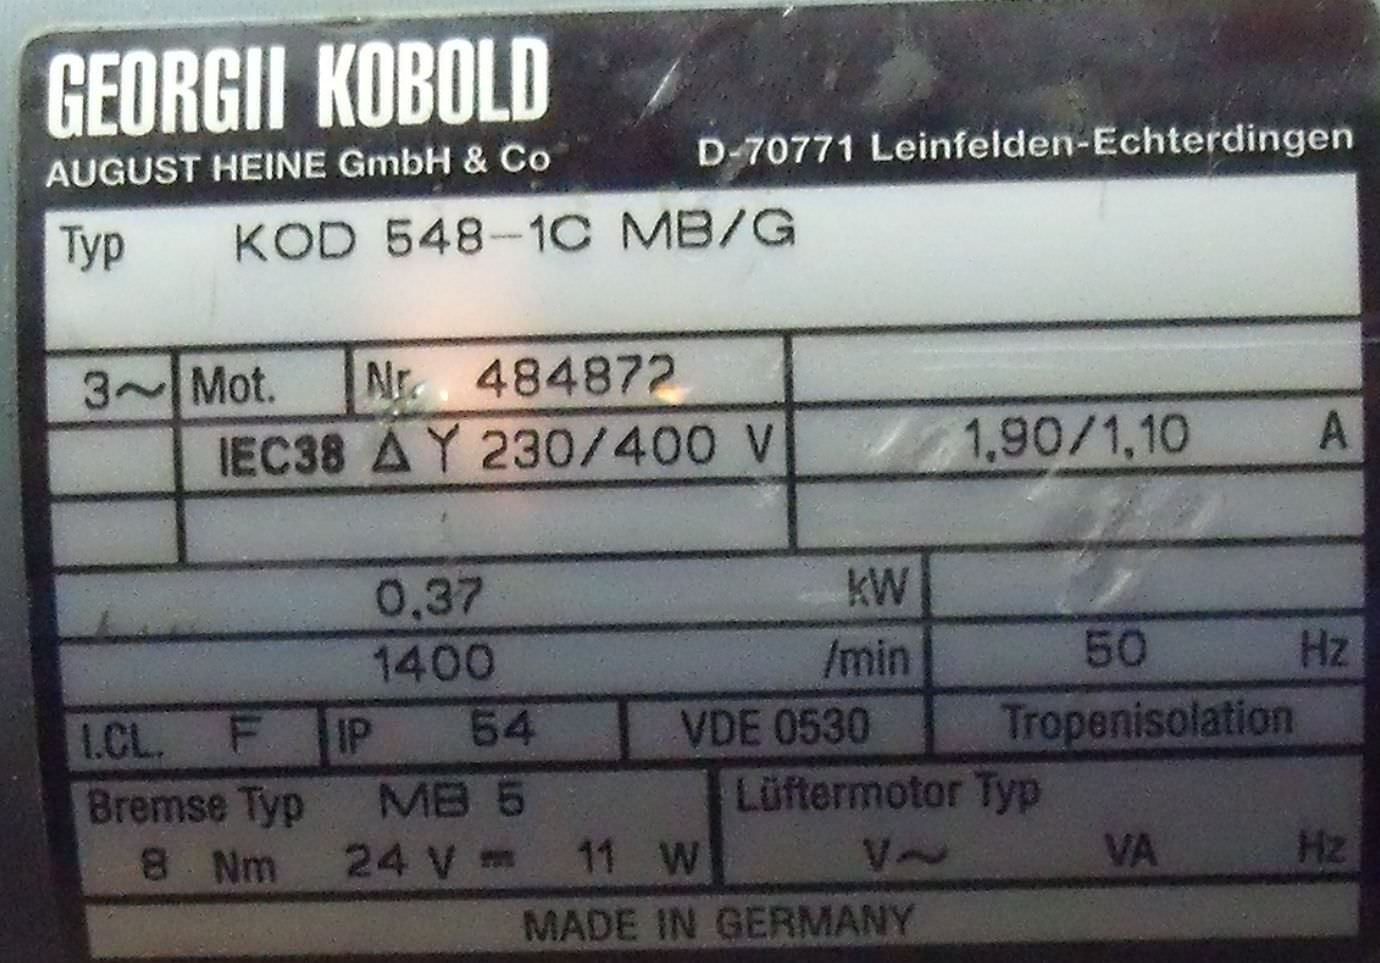 GEORGII KOBOLD
AUGUST HEINE GmbH & Co D-70771 Leinfelden-Echterdingen
Typ KOD 548-1C MB/G
3~ Mot. Nr. 484872
IEC38 Δ Y 230/400 V 1,90/1,10 A
0,37 kW
1400 /min 50 Hz
I.CL. F IP 54 VDE 0530 Tropenisolation
Bremse Typ MB 5 Lüftermotor Typ
8 Nm 24 V ⎓ 11 W V~ VA Hz
MADE IN GERMANY